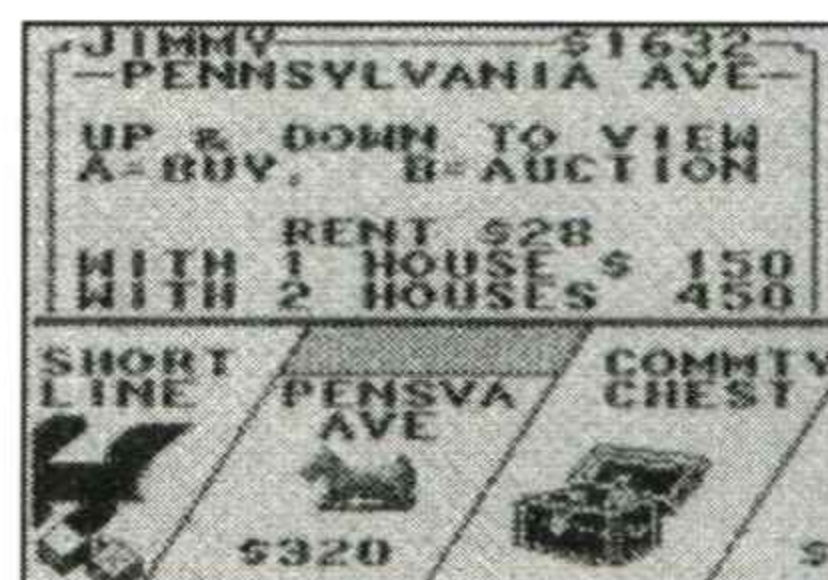 JIMMY $1632
PENNSYLVANIA AVE
UP & DOWN TO VIEW
A=BUY, B=AUCTION
RENT $28
WITH 1 HOUSE $ 150
WITH 2 HOUSES 450
SHORT
LINE
PENSVA
AVE
COMMTY
CHEST
$320
$